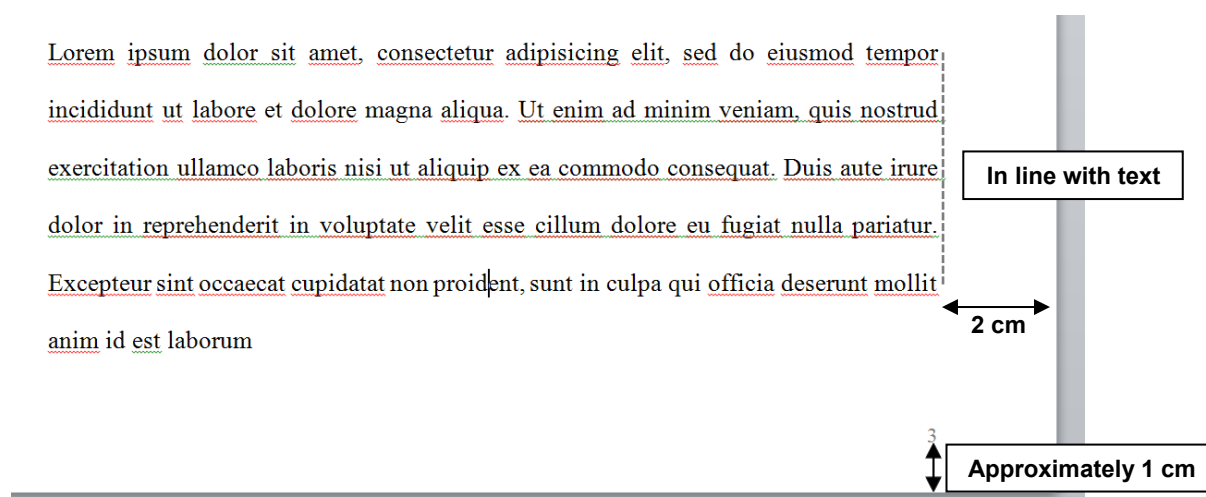 Lorem ipsum dolor sit amet, consectetur adipisicing elit, sed do eiusmod tempor
incididunt ut labore et dolore magna aliqua. Ut enim ad minim veniam, quis nostrud
exercitation ullamco laboris nisi ut aliquip ex ea commodo consequat. Duis aute irure
In line with text
dolor in reprehenderit in voluptate velit esse cillum dolore eu fugiat nulla pariatur.
Excepteur sint occaecat cupidatat non proident, sunt in culpa qui officia deserunt mollit
2 cm
anim id est laborum
3
Approximately 1 cm